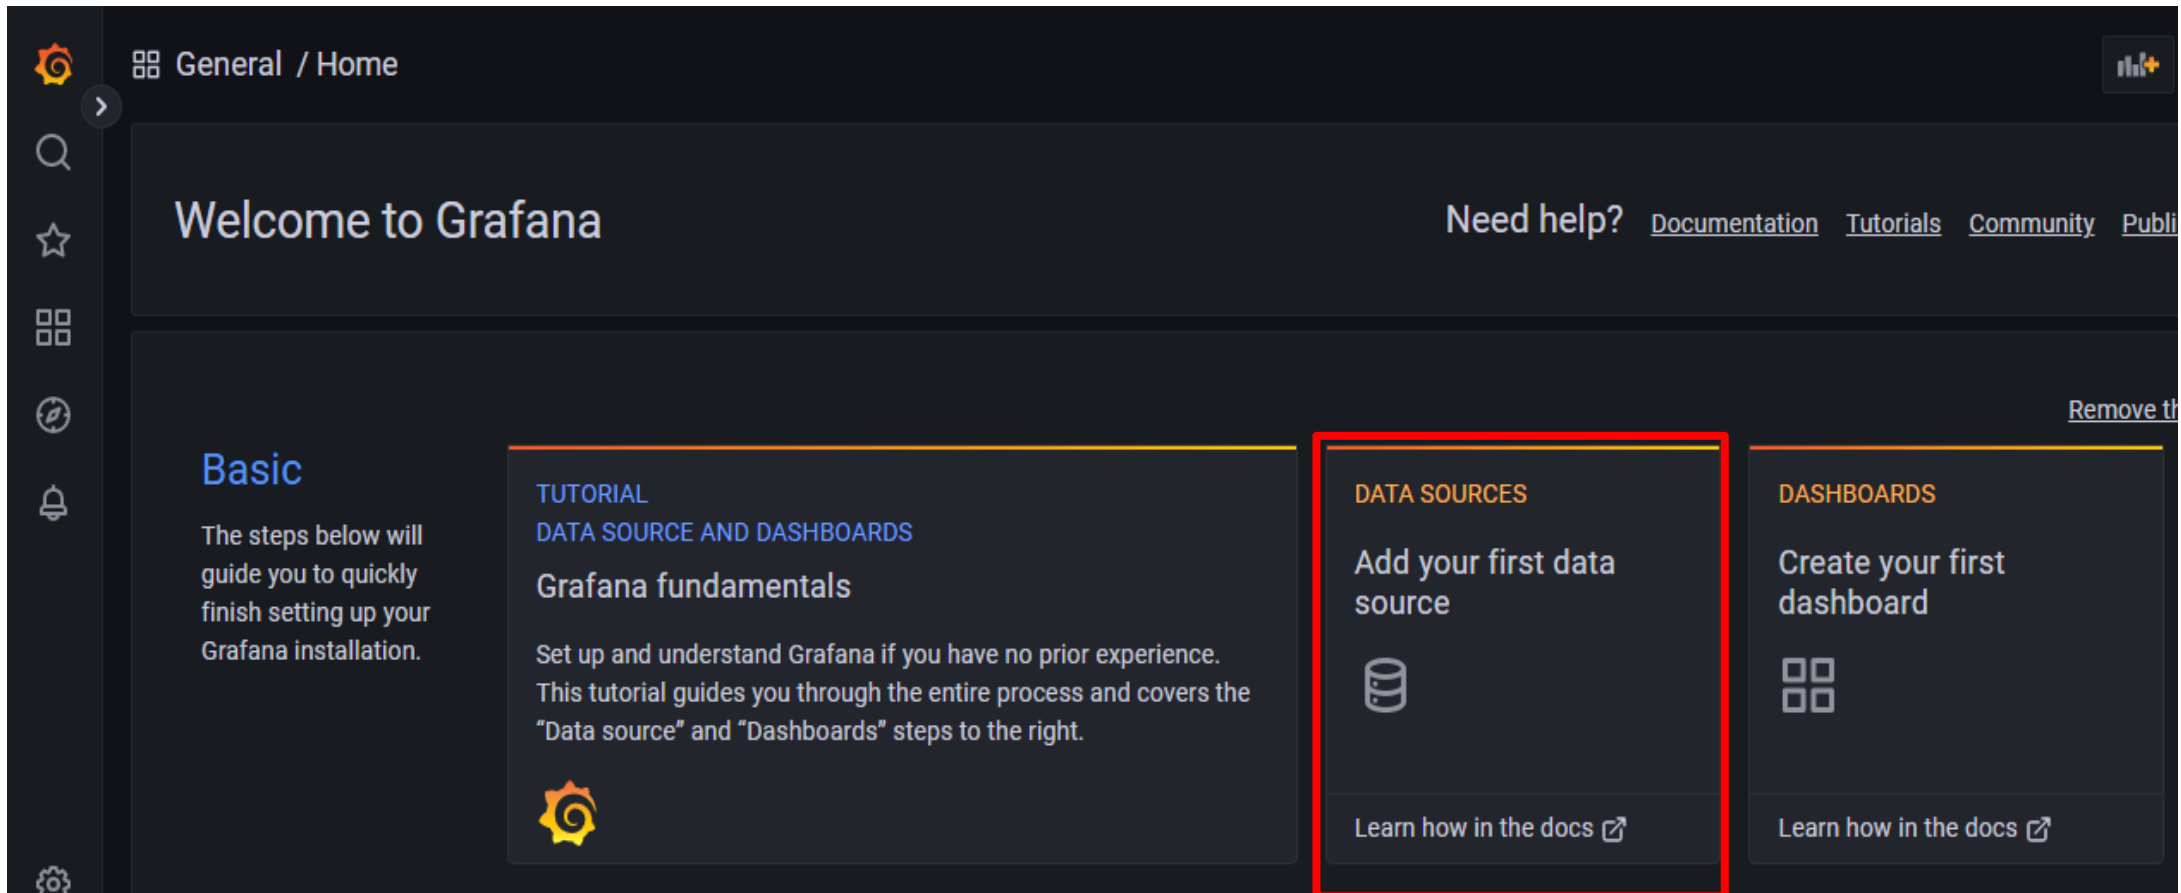 General / Home
Welcome to Grafana
Need help? Documentation Tutorials Community Publi
Remove th
Basic
The steps below will
guide you to quickly
finish setting up your
Grafana installation.
TUTORIAL
DATA SOURCE AND DASHBOARDS
Grafana fundamentals
Set up and understand Grafana if you have no prior experience.
This tutorial guides you through the entire process and covers the
“Data source” and “Dashboards” steps to the right.
DATA SOURCES
Add your first data
source
Learn how in the docs
DASHBOARDS
Create your first
dashboard
Learn how in the docs